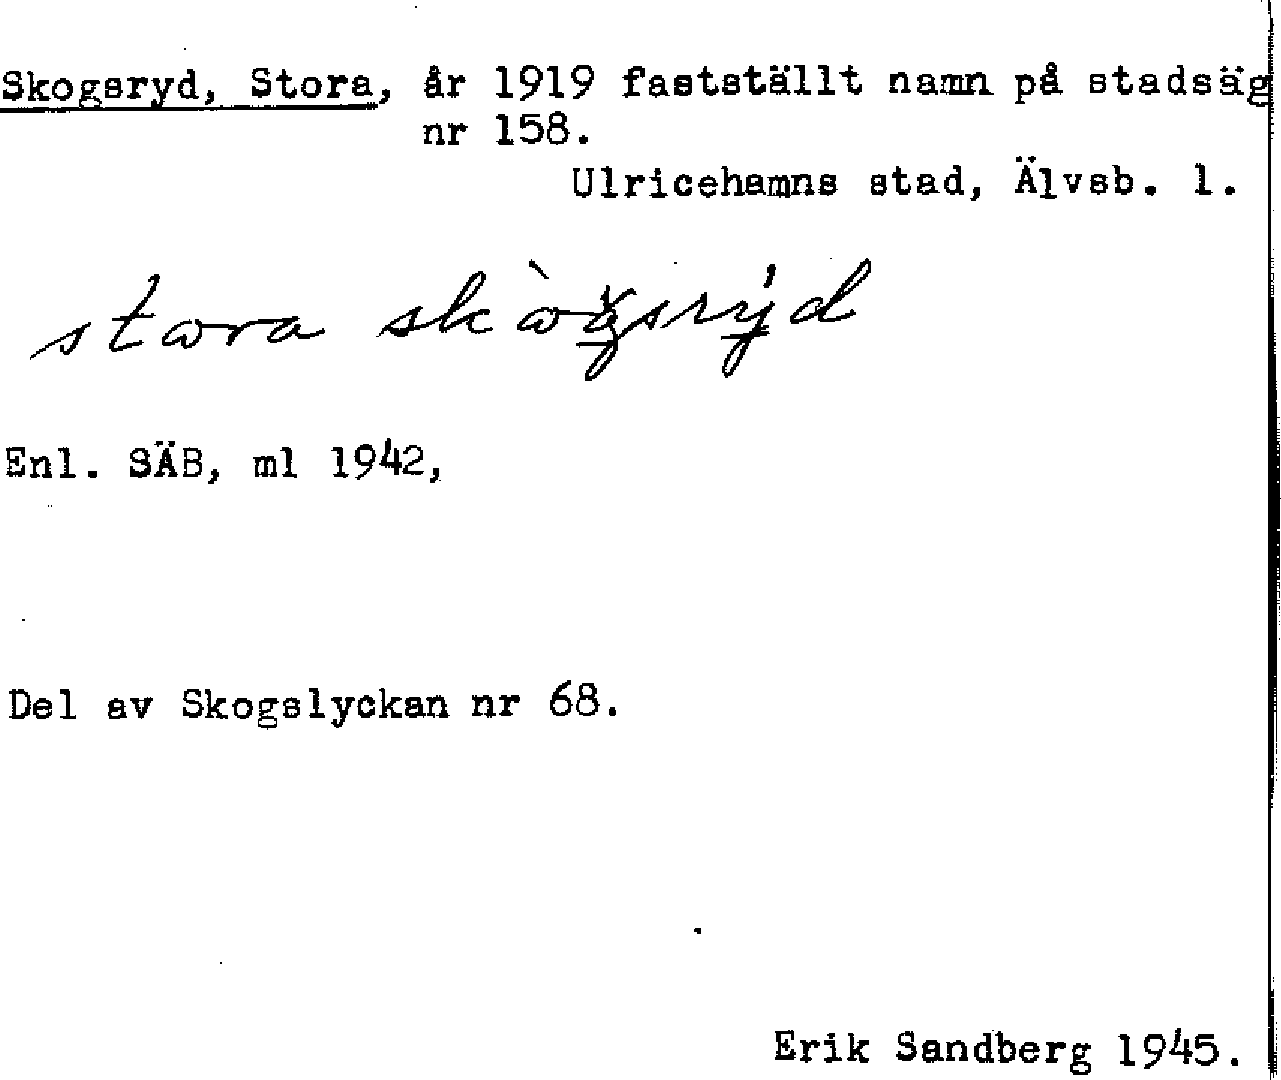 Skogsryd, Stora, år 1919 fastställt namn på stadsäg
nr 158.
Ulricehamns stad, Älvsb. l.
stora skògsrýd
Enl. SÄB, ml 1942,
Del av Skogslyckan nr 68.
Erik Sandberg 1945.